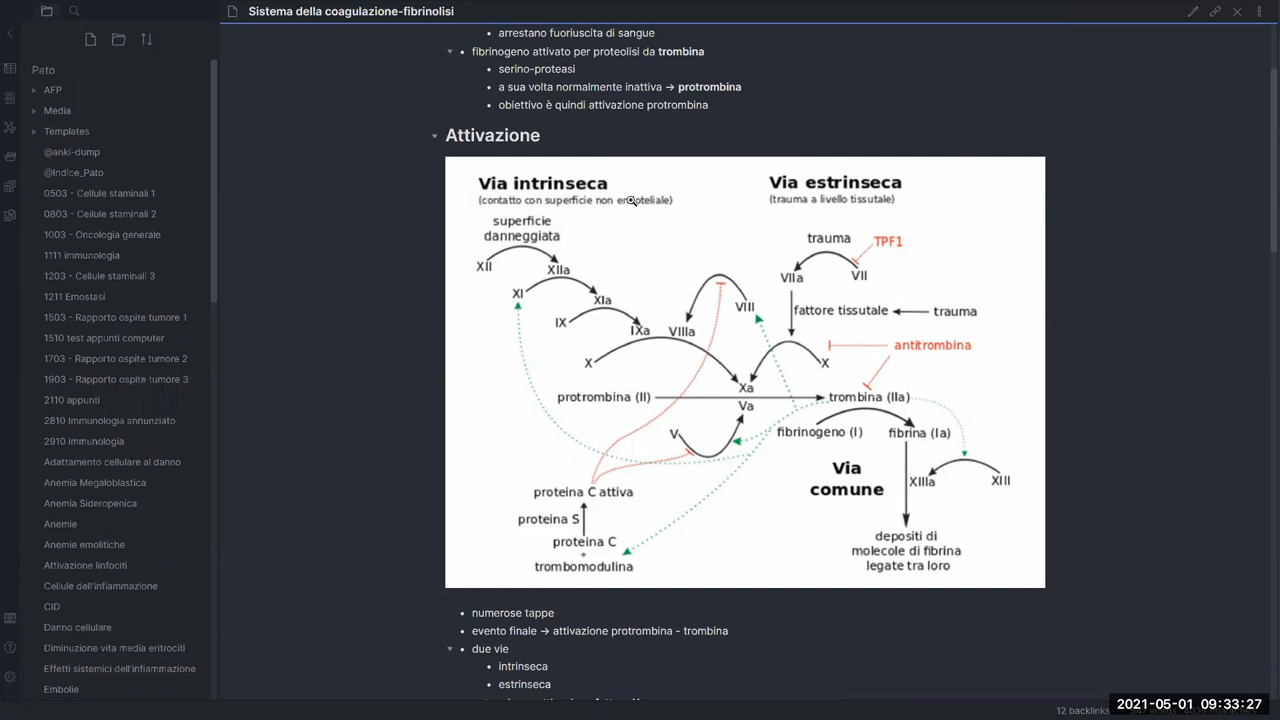 Sistema della coagulazione-fibrinolisi
Pato
AFP
Media
Templates
@anki-dump
@Indice_Pato
0503 - Cellule staminali 1
0803 - Cellule staminali 2
1003 - Oncologia generale
1111 immunologia
1203 - Cellule staminali 3
1211 Emostasi
1503 - Rapporto ospite tumore 1
1510 test appunti computer
1703 - Rapporto ospite tumore 2
1903 - Rapporto ospite tumore 3
2110 appunti
2810 Immunologia annunziato
2910 immunologia
Adattamento cellulare al danno
Anemia Megaloblastica
Anemia Sideropenica
Anemie
Anemie emolitiche
Attivazione linfociti
Cellule dell'infiammazione
CID
Danno cellulare
Diminuzione vita media eritrociti
Effetti sistemici dell'infiammazione
Embolie
arrestano fuoriuscita di sangue
fibrinogeno attivato per proteolisi da trombina
serino-proteasi
a sua volta normalmente inattiva → protrombina
obiettivo è quindi attivazione protrombina
Attivazione
Via intrinseca
(contatto con superficie non endoteliale)
Via estrinseca
(trauma a livello tissutale)
superficie
danneggiata
trauma
TPF1
XII
XIIa
VIIa
VII
XI
XIa
VIII
fattore tissutale
trauma
IX
IXa
VIIIa
antitrombina
X
X
Xa
protrombina (II)
trombina (IIa)
Va
V
fibrinogeno (I)
fibrina (Ia)
Via
comune
XIIIa
XIII
proteina C attiva
proteina S
proteina C
+
trombomodulina
depositi di
molecole di fibrina
legate tra loro
numerose tappe
evento finale → attivazione protrombina - trombina
due vie
intrinseca
estrinseca
12 backlinks
2021-05-01 09:33:27